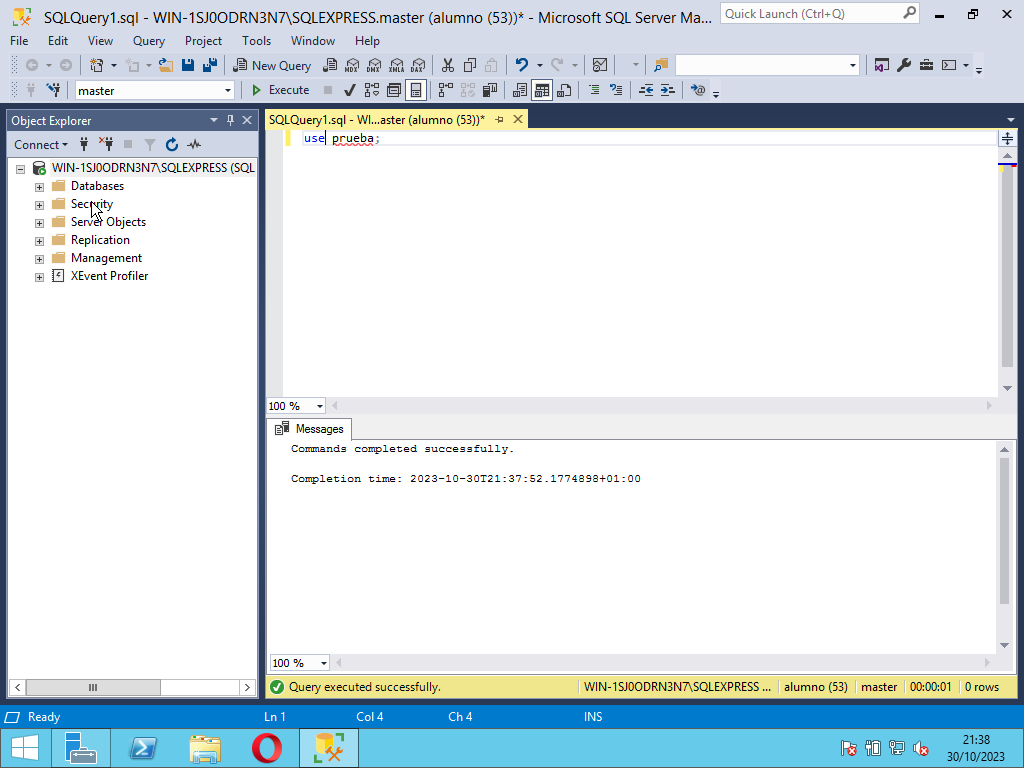 SQLQuery1.sql - WIN-1SJ0ODRN3N7\SQLEXPRESS.master (alumno (53))* - Microsoft SQL Server Ma...
Quick Launch (Ctrl+Q)
File Edit View Query Project Tools Window Help
New Query
MDX DMX XMLA DAX
master
Execute
Object Explorer
SQLQuery1.sql - WI...aster (alumno (53))*
Connect
use prueba;
WIN-1SJ0ODRN3N7\SQLEXPRESS (SQL
Databases
Security
Server Objects
Replication
Management
XEvent Profiler
100 %
Messages
Commands completed successfully.
Completion time: 2023-10-30T21:37:52.1774898+01:00
100 %
Query executed successfully.
WIN-1SJ0ODRN3N7\SQLEXPRESS ...
alumno (53)
master
00:00:01
0 rows
Ready
Ln 1
Col 4
Ch 4
INS
21:38
30/10/2023